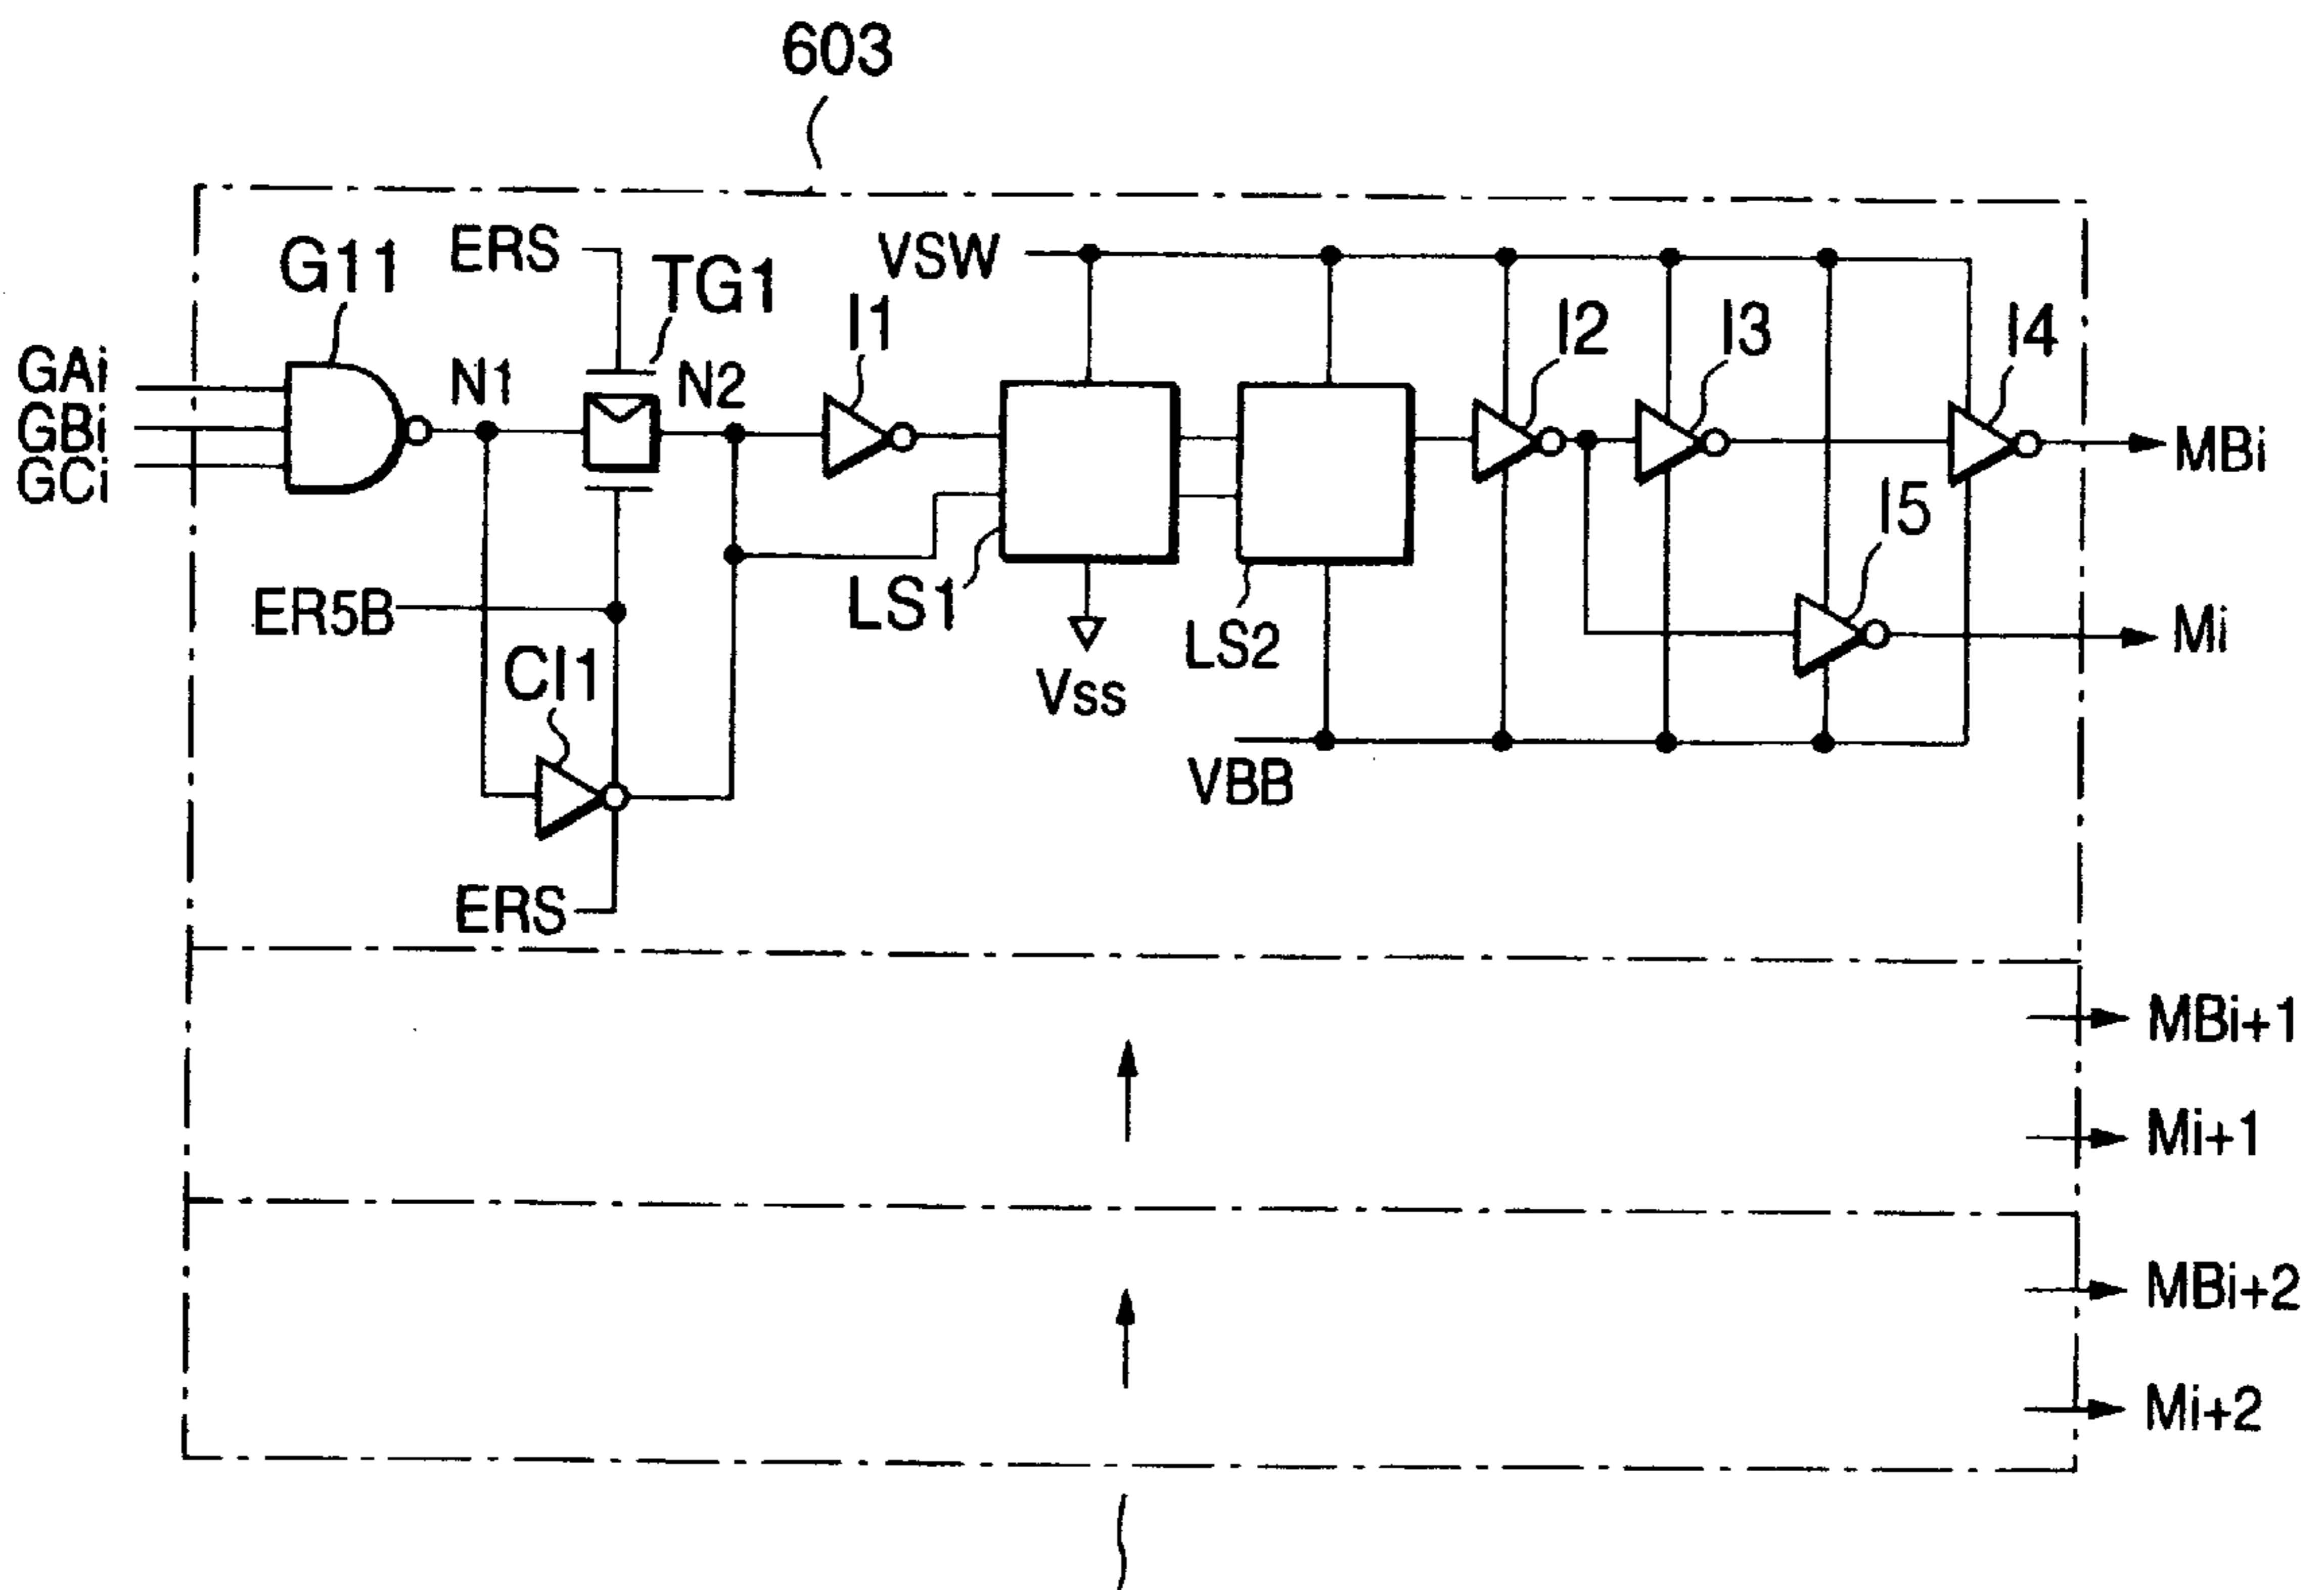 603
G11
ERS
TG1
VSW
I1
I2
I3
I4
GAi
GBi
GCi
N1
N2
MBi
I5
ER5B
LS1
LS2
Mi
CI1
Vss
VBB
ERS
MBi+1
Mi+1
MBi+2
Mi+2